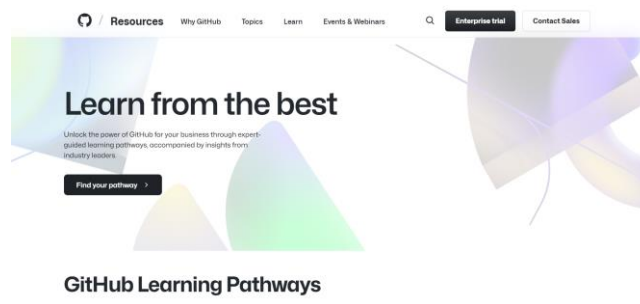 / Resources Why GitHub Topics Learn Events & Webinars Enterprise trial Contact Sales
Learn from the best
Unlock the power of GitHub for your business through expert-
guided learning pathways, accompanied by insights from
industry leaders
Find your pathway >
GitHub Learning Pathways